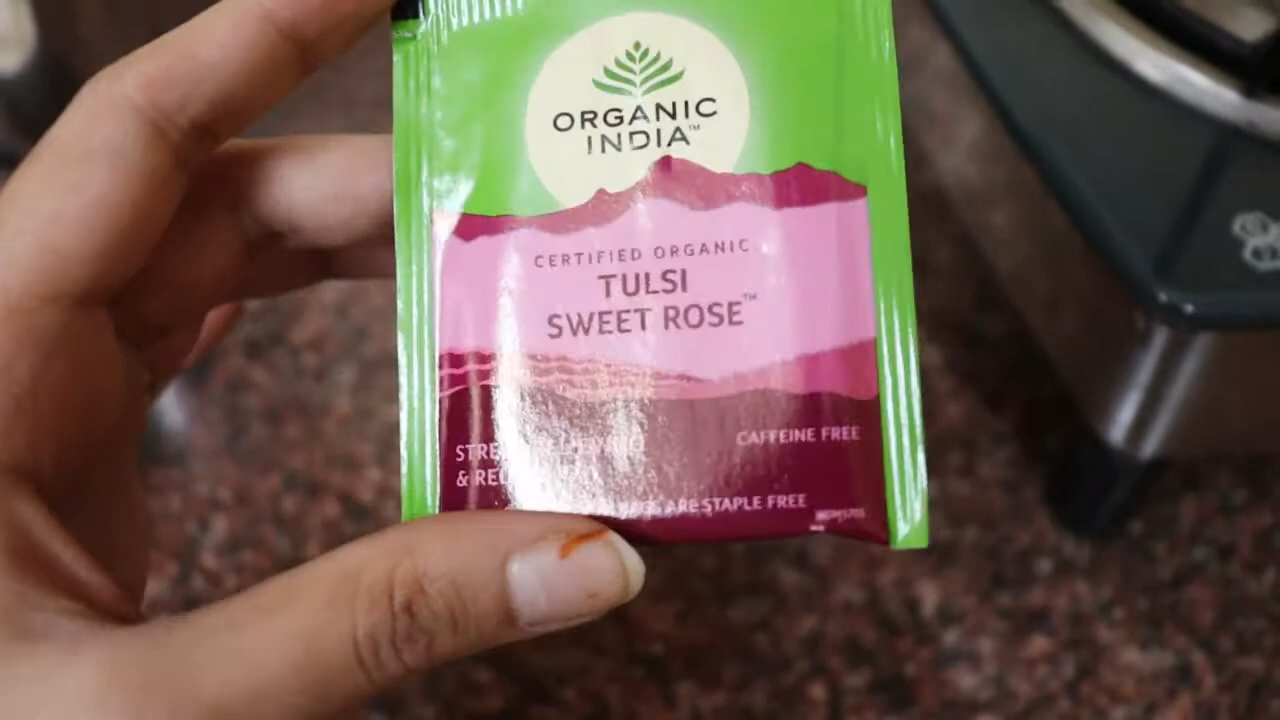 ORGANIC
INDIA™
CERTIFIED ORGANIC
TULSI
SWEET ROSE™
CAFFEINE FREE
ARE STAPLE FREE